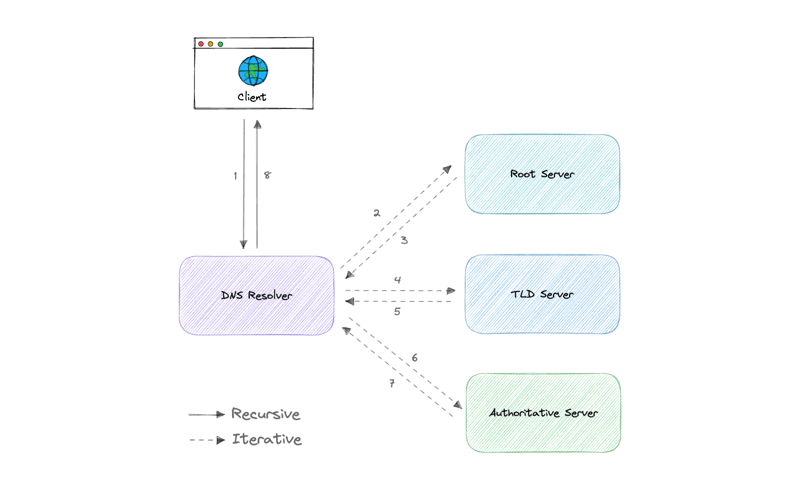 Client
1
8
Root Server
2
3
DNS Resolver
4
TLD Server
5
6
7
Authoritative Server
Recursive
Iterative